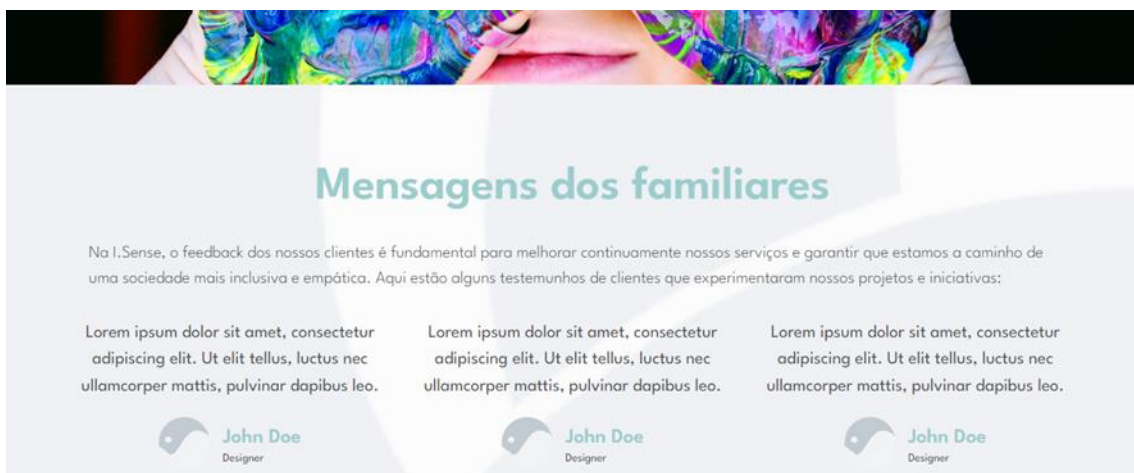 Mensagens dos familiares
Na I.Sense, o feedback dos nossos clientes é fundamental para melhorar continuamente nossos serviços e garantir que estamos a caminho de
uma sociedade mais inclusiva e empática. Aqui estão alguns testemunhos de clientes que experimentaram nossos projetos e iniciativas:
Lorem ipsum dolor sit amet, consectetur
adipiscing elit. Ut elit tellus, luctus nec
ullamcorper mattis, pulvinar dapibus leo.
John Doe
Designer
Lorem ipsum dolor sit amet, consectetur
adipiscing elit. Ut elit tellus, luctus nec
ullamcorper mattis, pulvinar dapibus leo.
John Doe
Designer
Lorem ipsum dolor sit amet, consectetur
adipiscing elit. Ut elit tellus, luctus nec
ullamcorper mattis, pulvinar dapibus leo.
John Doe
Designer